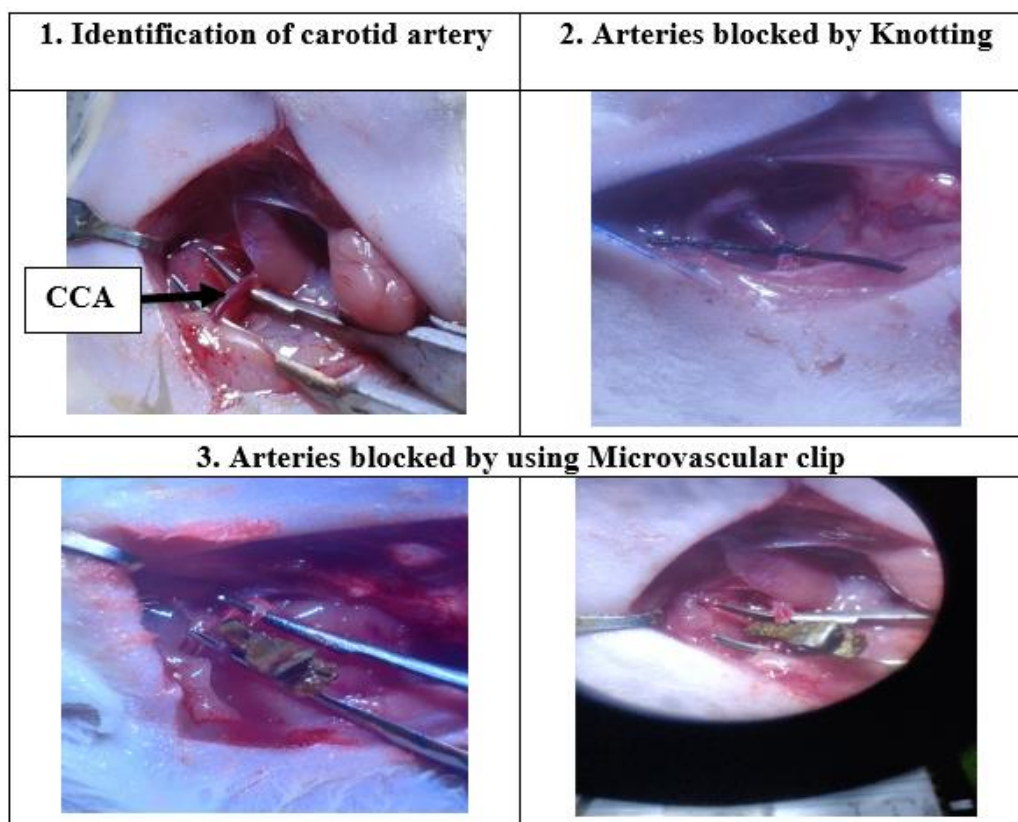 1. Identification of carotid artery
2. Arteries blocked by Knotting
CCA
3. Arteries blocked by using Microvascular clip